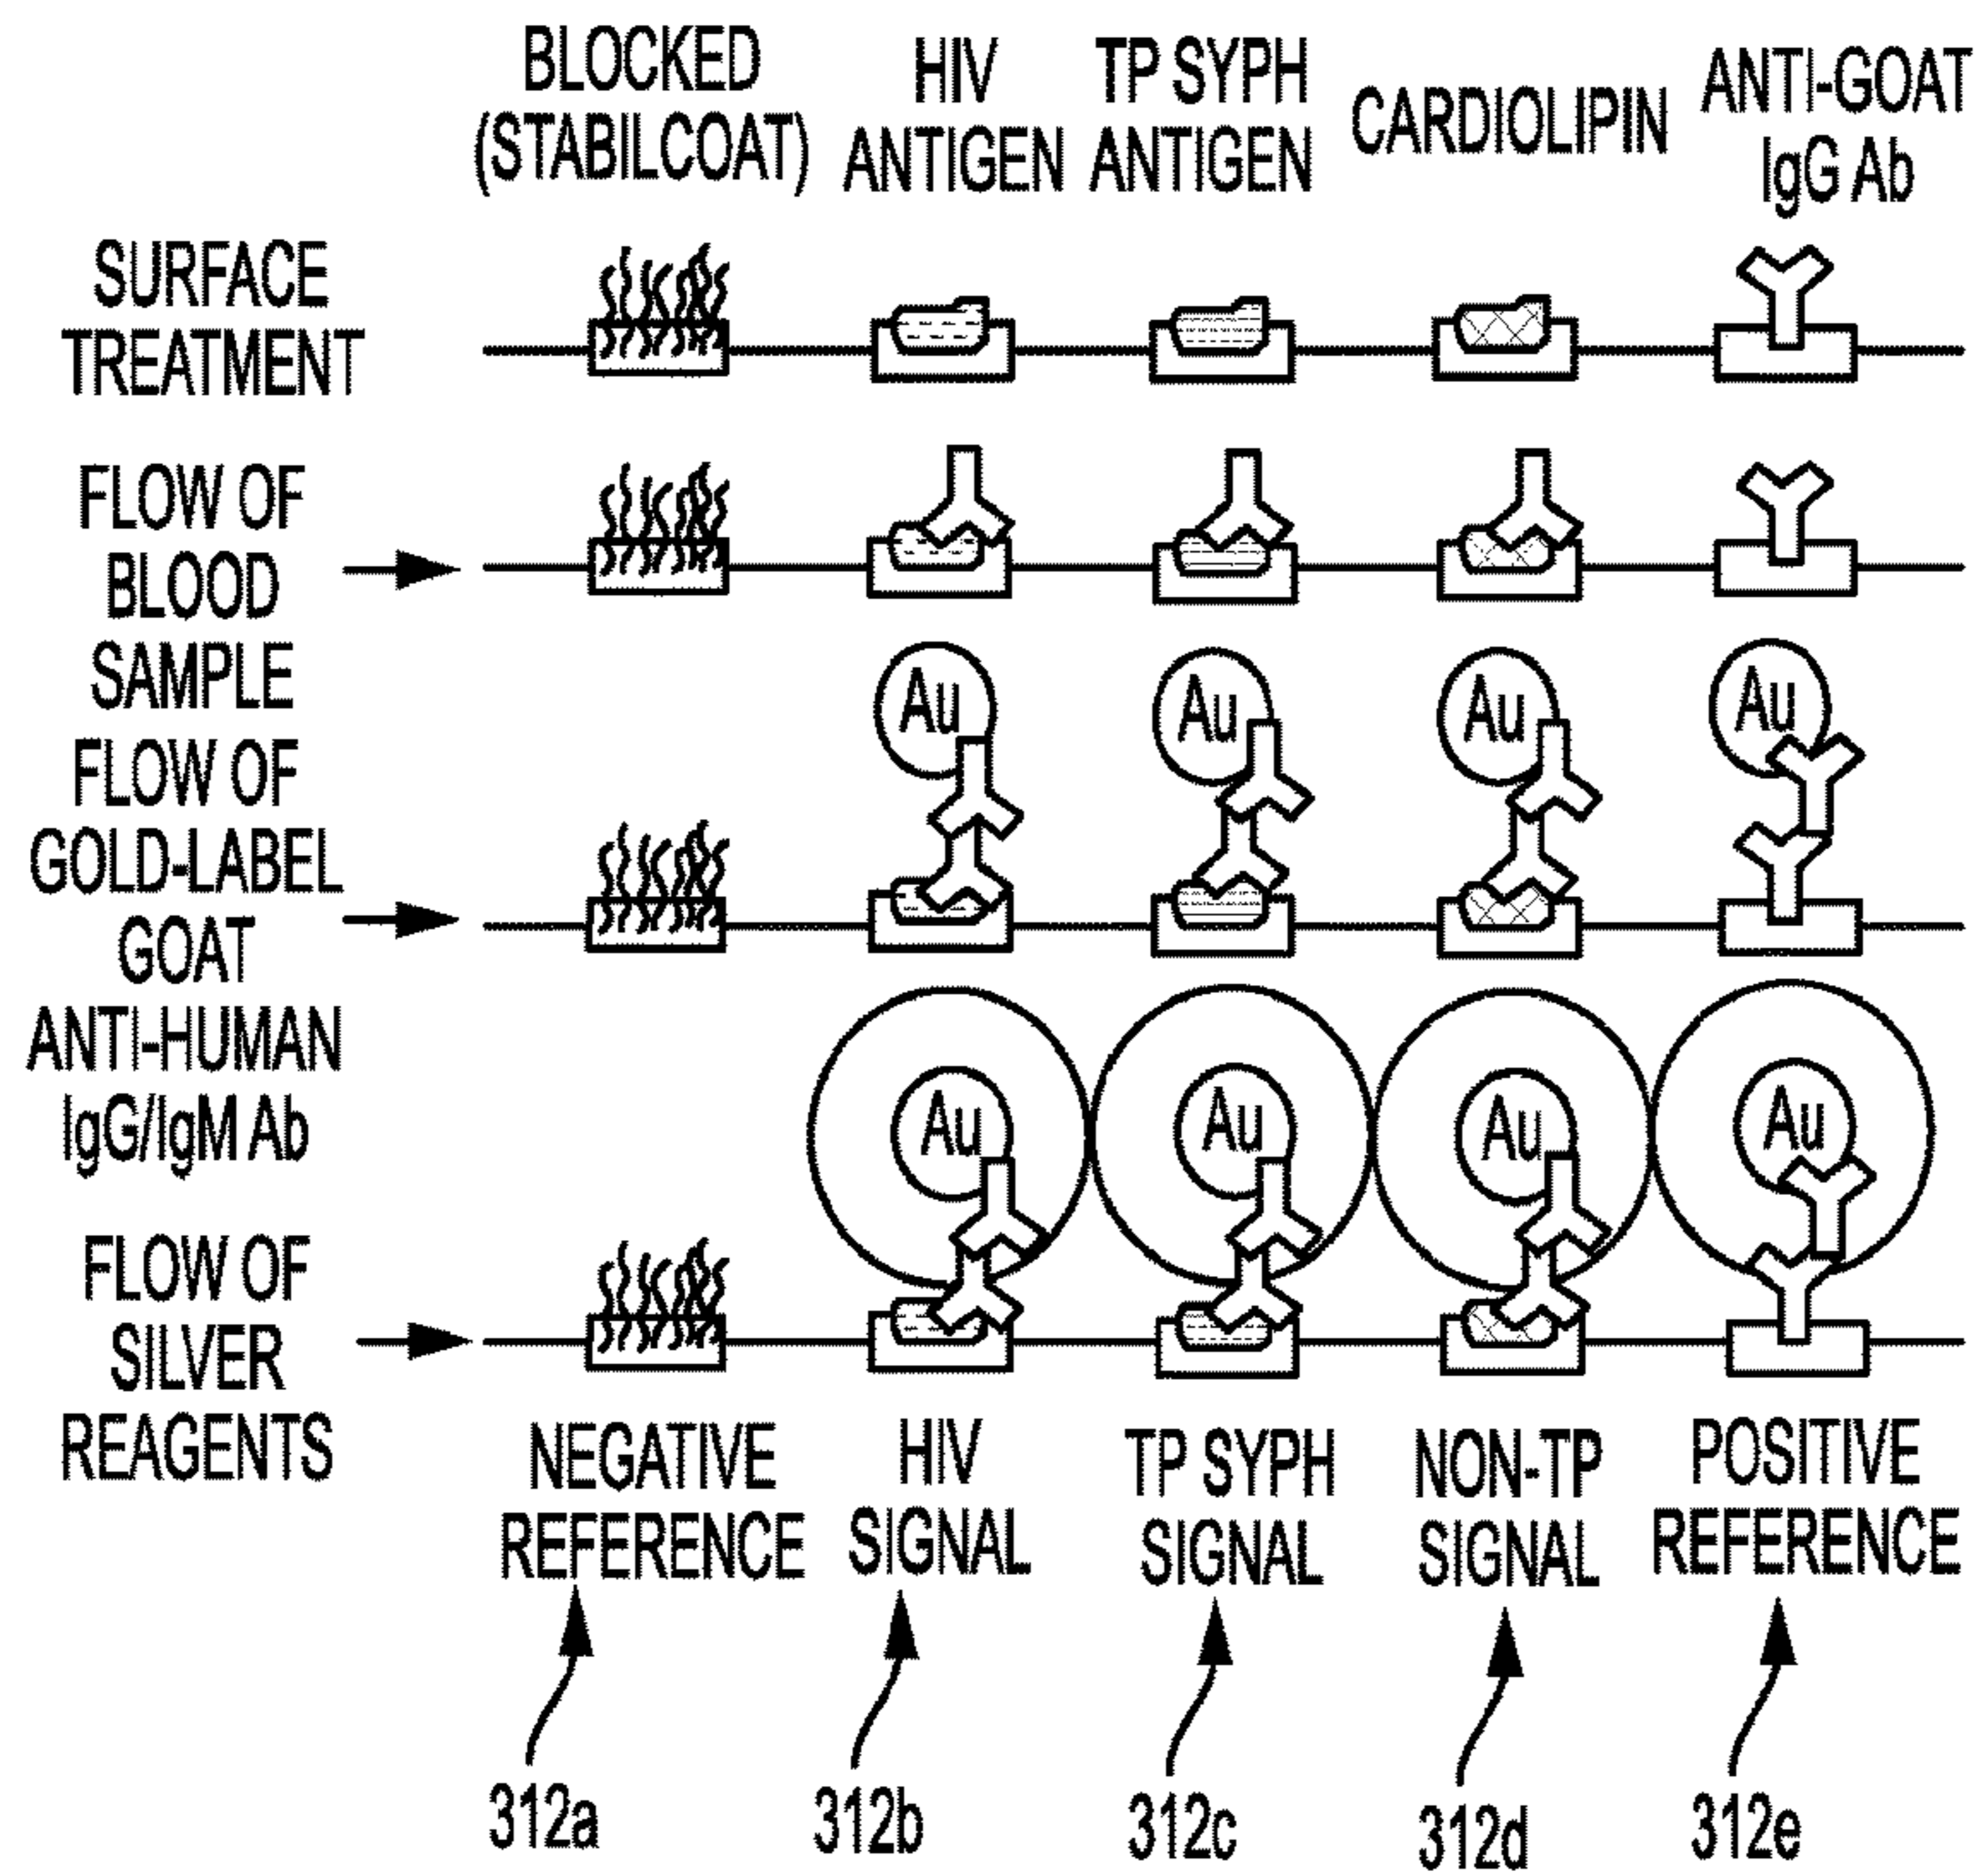 BLOCKED
(STABILCOAT)
HIV
ANTIGEN
TP SYPH
ANTIGEN
CARDIOLIPIN
ANTI-GOAT
IgG Ab
SURFACE
TREATMENT
FLOW OF
BLOOD
SAMPLE
Au
Au
Au
Au
FLOW OF
GOLD-LABEL
GOAT
ANTI-HUMAN
IgG/IgM Ab
Au
Au
Au
Au
FLOW OF
SILVER
REAGENTS
NEGATIVE
REFERENCE
HIV
SIGNAL
TP SYPH
SIGNAL
NON-TP
SIGNAL
POSITIVE
REFERENCE
312a
312b
312c
312d
312e